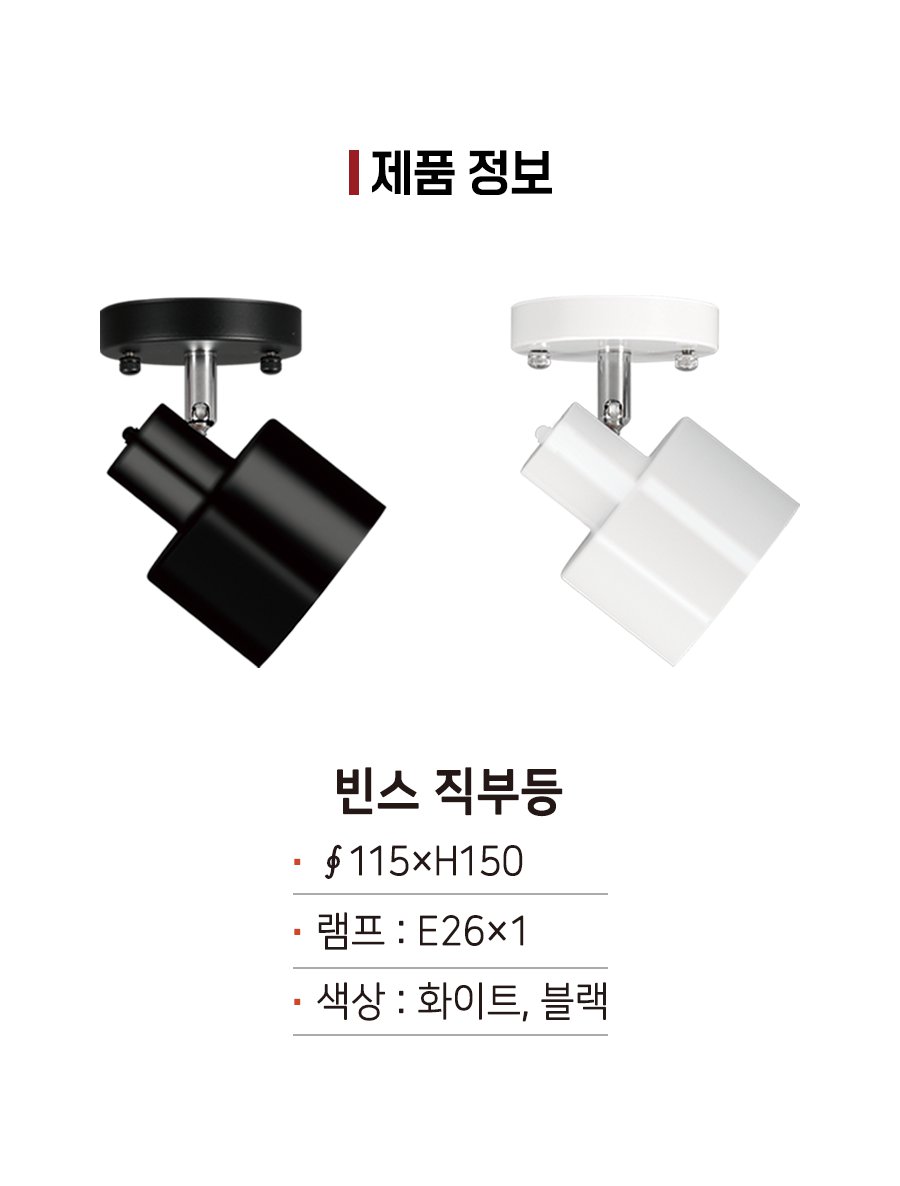 제품 정보
빈스 직부등
· ∮115×H150
· 램프 : E26×1
· 색상 : 화이트, 블랙